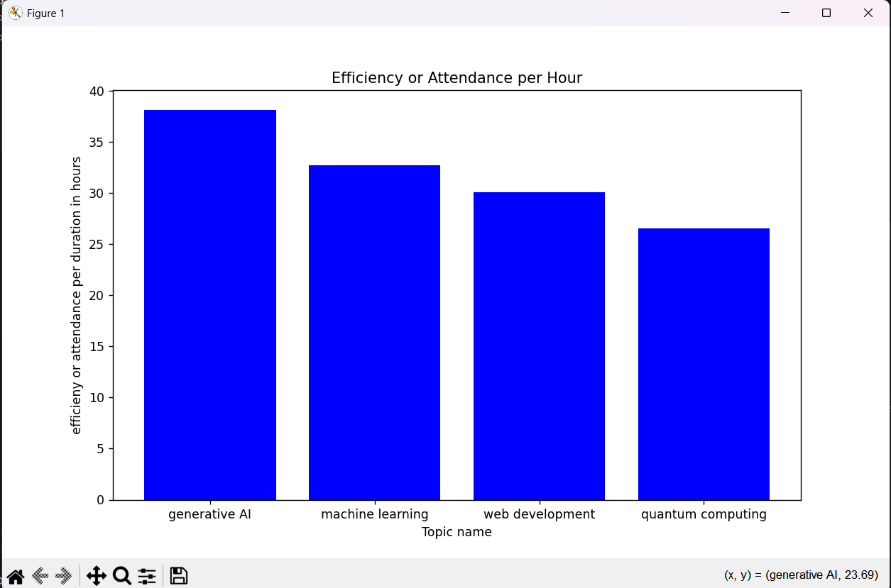 Figure 1
Efficiency or Attendance per Hour
40
35
30
25
20
15
10
5
0
efficieny or attendance per duration in hours
generative AI machine learning web development quantum computing
Topic name
(x, y) = (generative AI, 23.69)